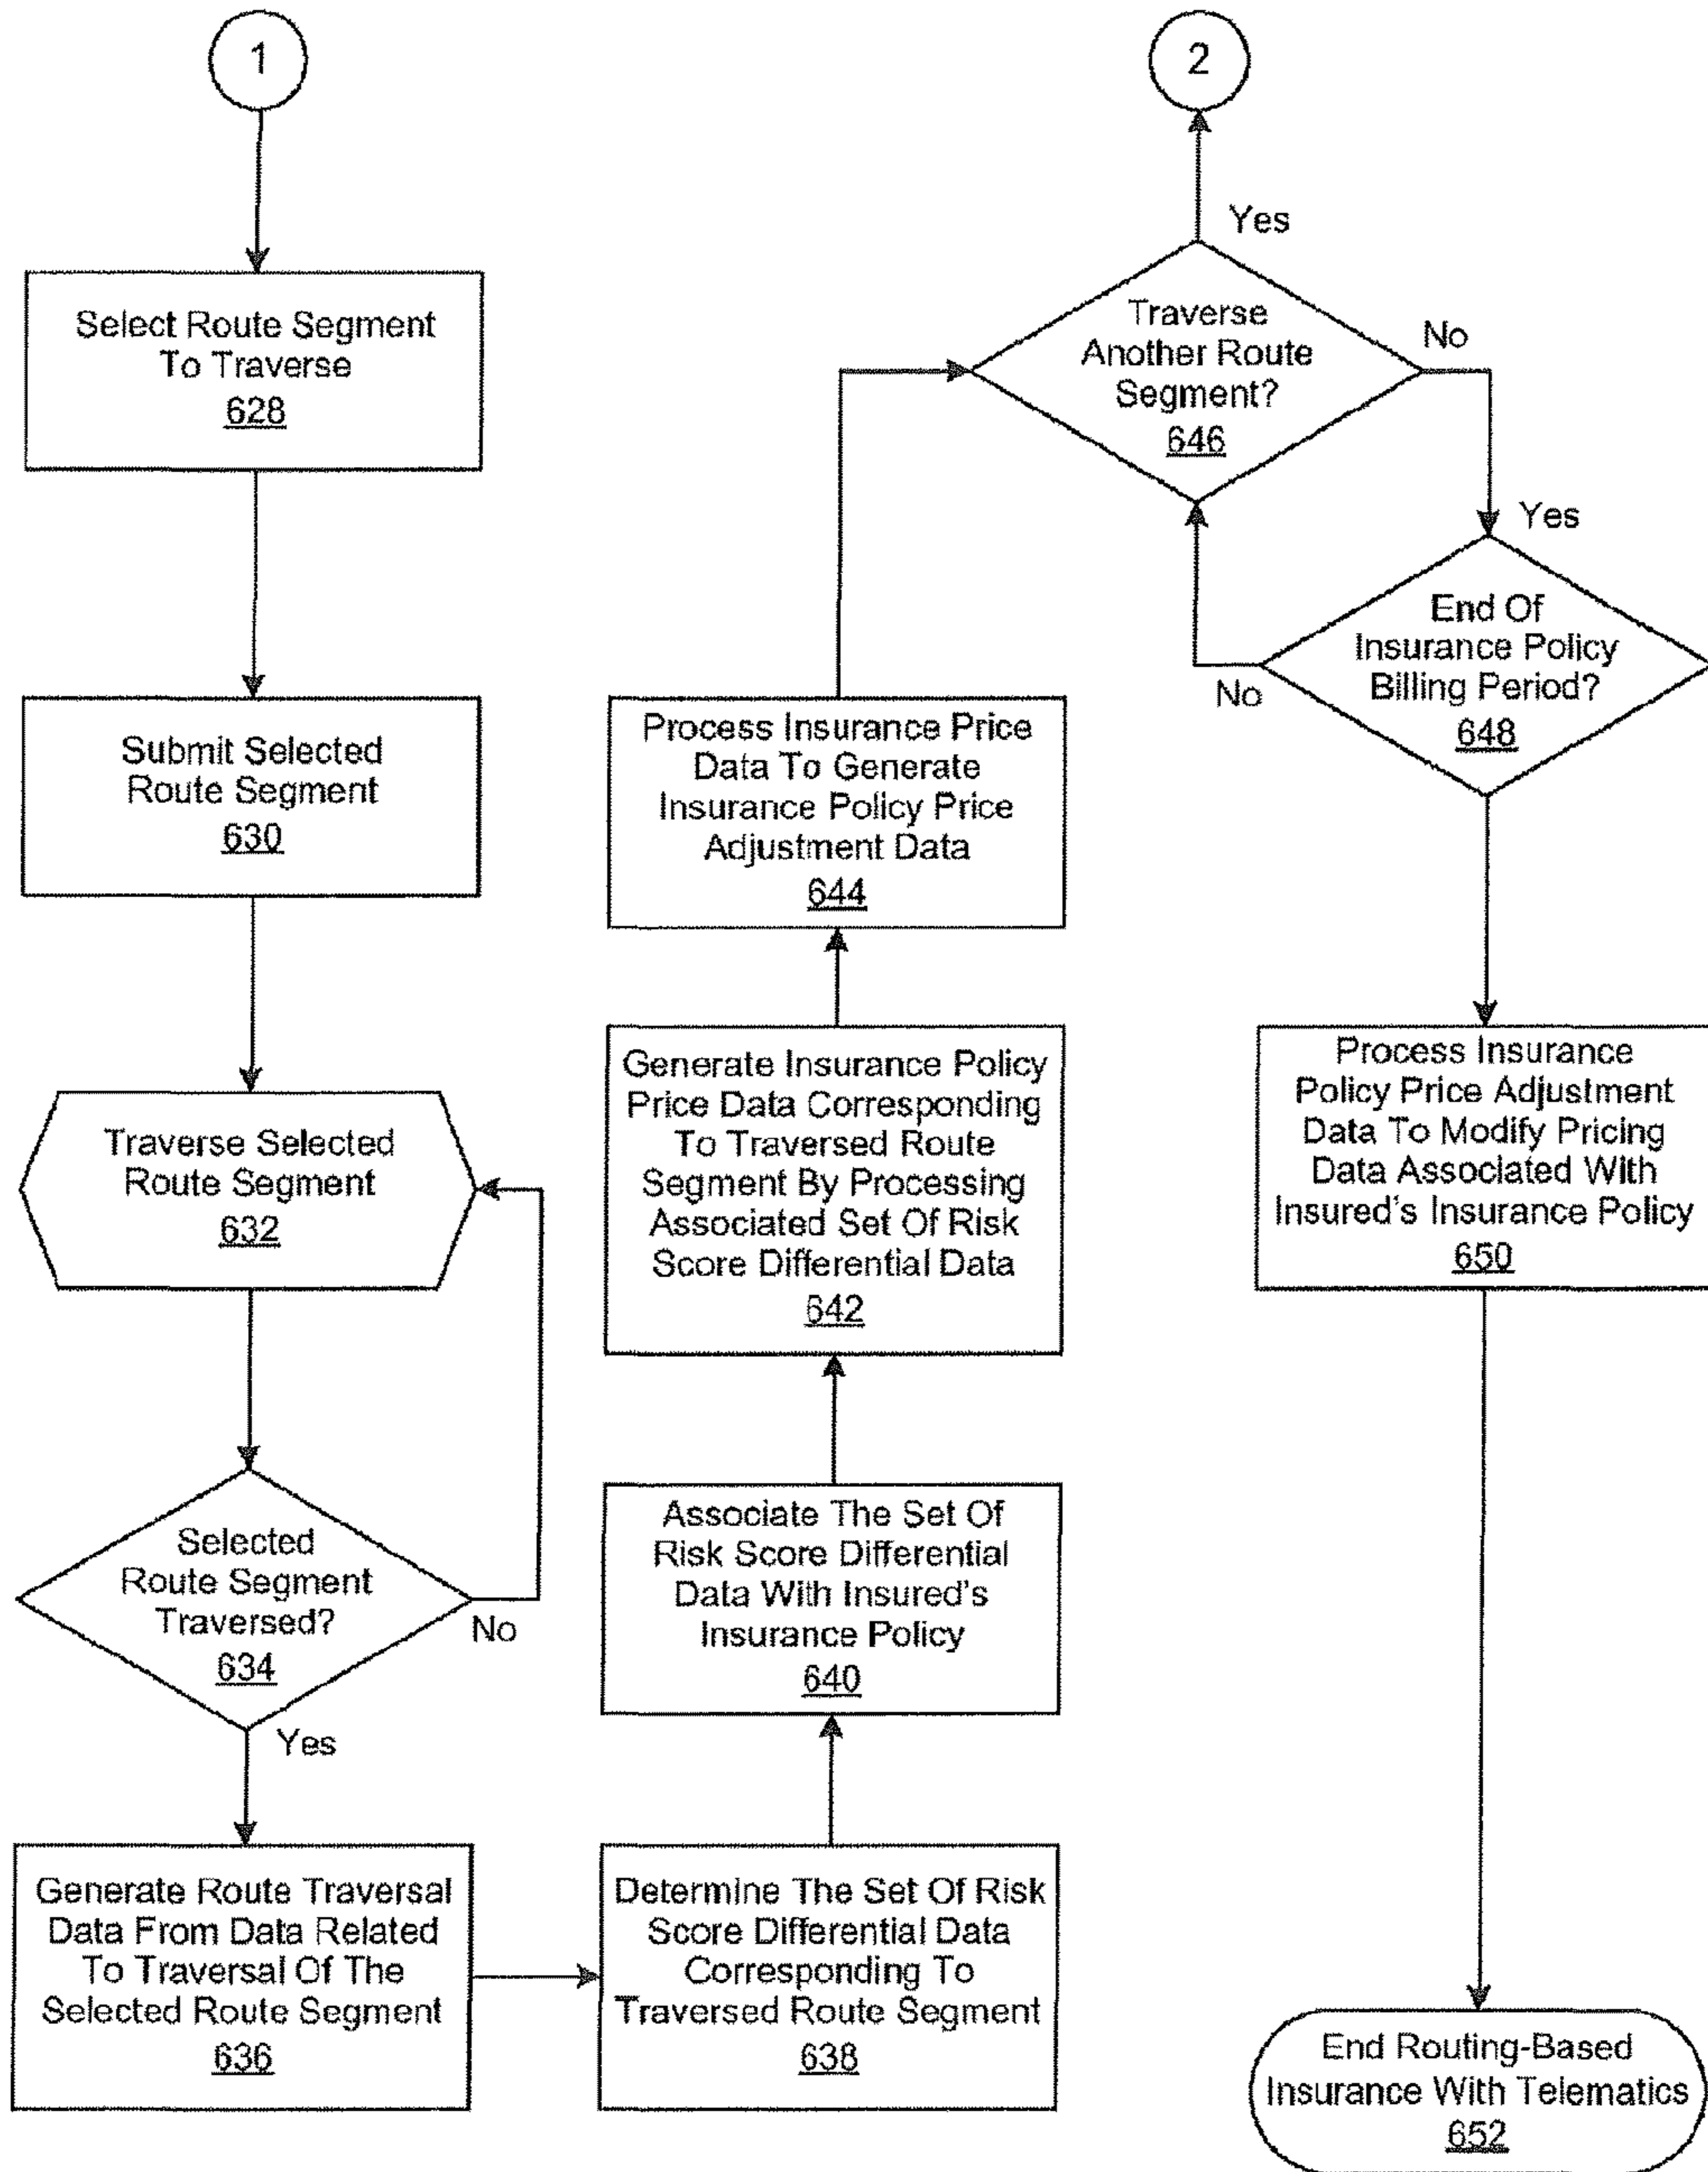 1
Select Route Segment
To Traverse
628
Submit Selected
Route Segment
630
Traverse Selected
Route Segment
632
Selected
Route Segment
Traversed?
634
No
Yes
Generate Route Traversal
Data From Data Related
To Traversal Of The
Selected Route Segment
636
Determine The Set Of Risk
Score Differential Data
Corresponding To
Traversed Route Segment
638
Associate The Set Of
Risk Score Differential
Data With Insured's
Insurance Policy
640
Generate Insurance Policy
Price Data Corresponding
To Traversed Route
Segment By Processing
Associated Set Of Risk
Score Differential Data
642
Process Insurance Price
Data To Generate
Insurance Policy Price
Adjustment Data
644
2
Yes
Traverse
Another Route
Segment?
646
No
Yes
End Of
Insurance Policy
Billing Period?
648
No
Process Insurance
Policy Price Adjustment
Data To Modify Pricing
Data Associated With
Insured's Insurance Policy
650
End Routing-Based
Insurance With Telematics
652